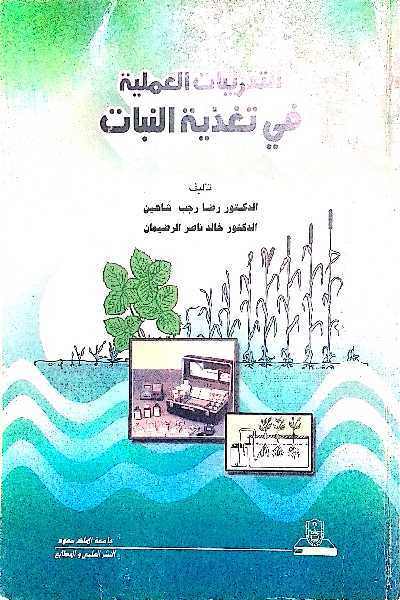 التدريبات العملية
في تغذية النبات
تأليف
الدكتور رضا رجب شاهين
الدكتور خالد ناصر الرضيمان
جامعة الملك سعود
النشر العلمي والمطابع